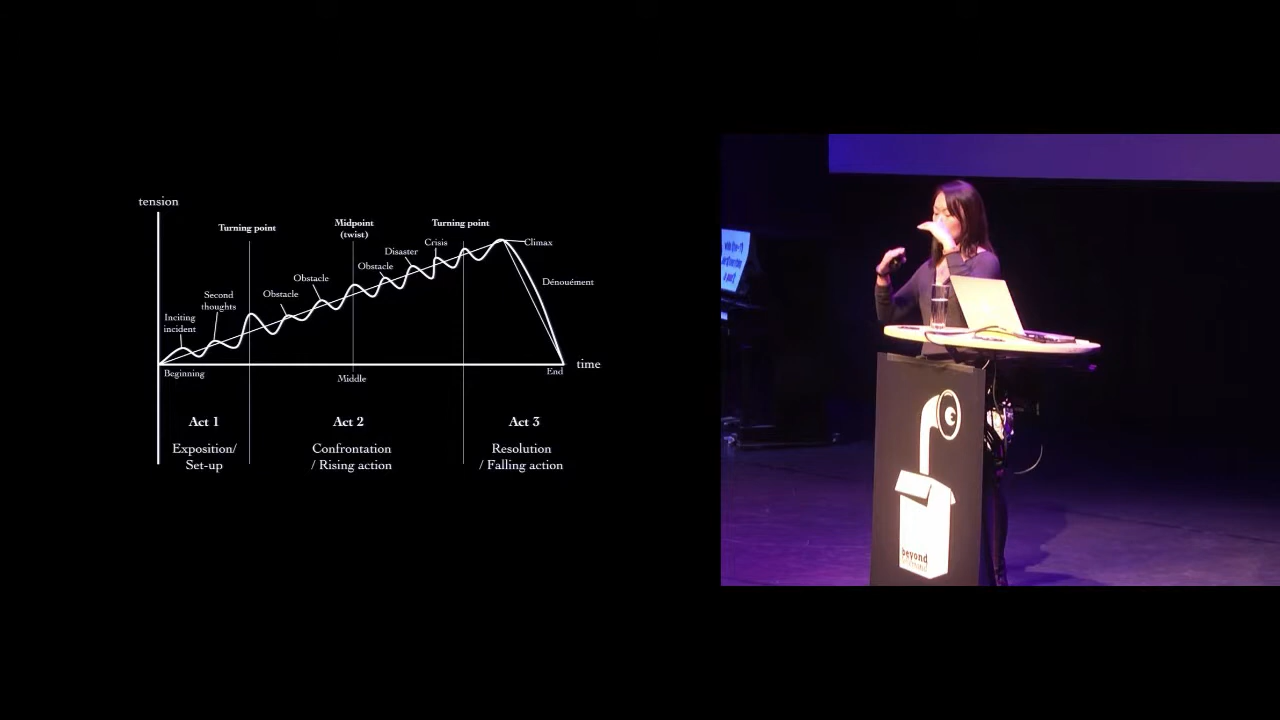 tension
Turning point
Midpoint
(twist)
Turning point
Crisis
Climax
Disaster
Obstacle
Obstacle
Obstacle
Dénouément
Second
thoughts
Inciting
incident
time
Beginning
Middle
End
Act 1
Act 2
Act 3
Exposition/
Set-up
Confrontation
/ Rising action
Resolution
/ Falling action
beyond